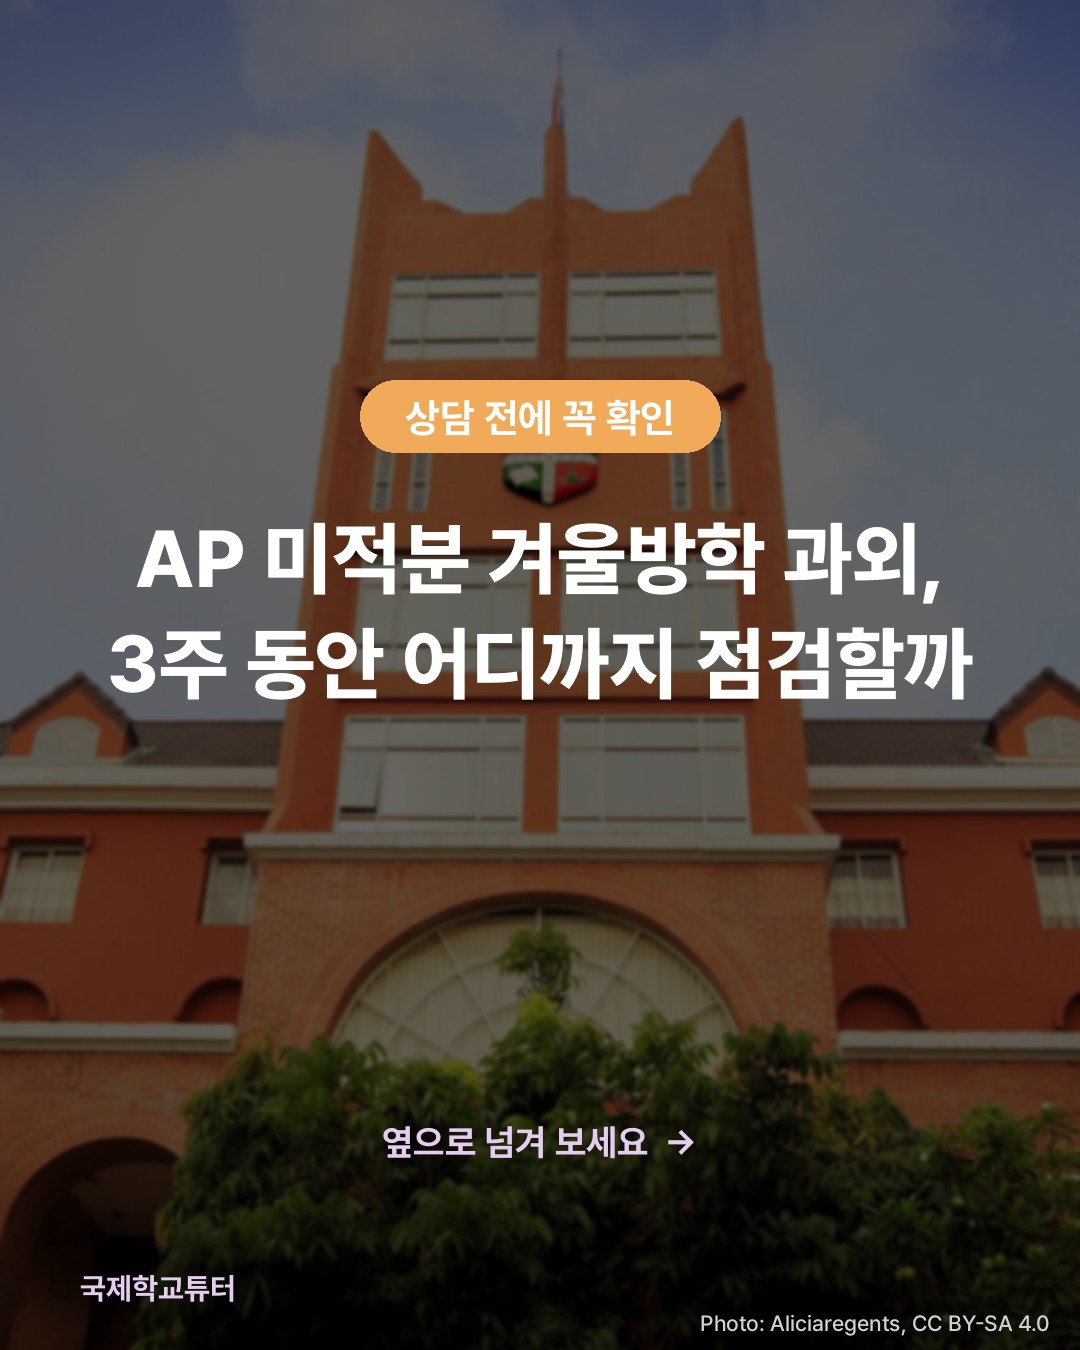 상담 전에 꼭 확인
AP 미적분 겨울방학 과외,
3주 동안 어디까지 점검할까
옆으로 넘겨 보세요 →
국제학교튜터
Photo: Aliciaregents, CC BY-SA 4.0